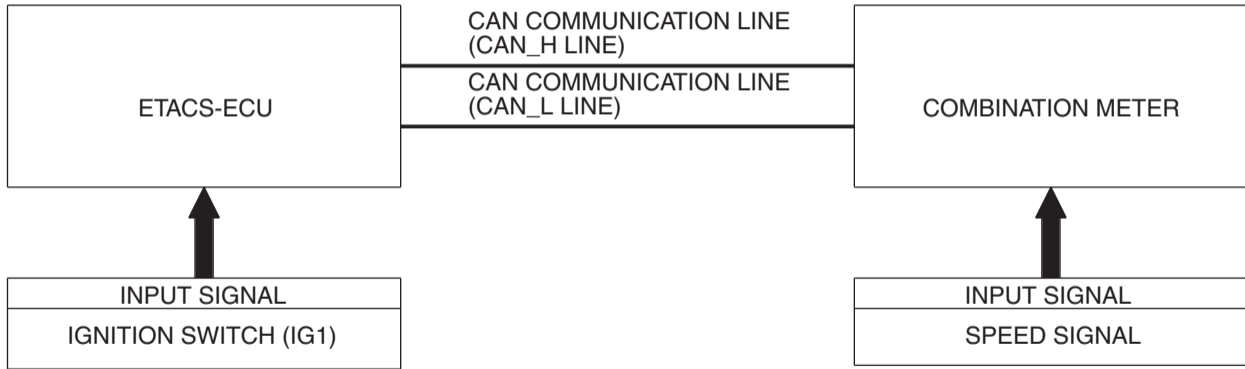 CAN COMMUNICATION LINE
(CAN_H LINE)
CAN COMMUNICATION LINE
(CAN_L LINE)
ETACS-ECU
COMBINATION METER
INPUT SIGNAL
IGNITION SWITCH (IG1)
INPUT SIGNAL
SPEED SIGNAL